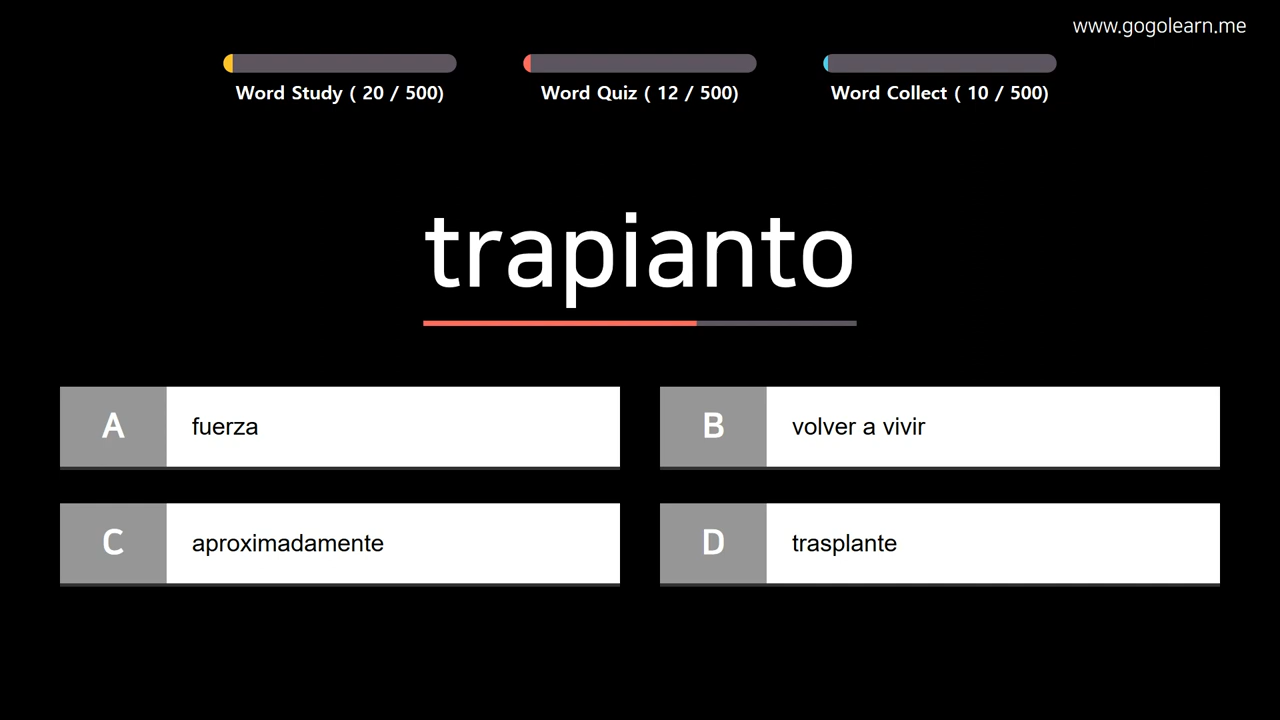 www.gogolearn.me
Word Study ( 20 / 500)
Word Quiz ( 12 / 500)
Word Collect ( 10 / 500)
trapianto
A fuerza
B volver a vivir
C aproximadamente
D trasplante